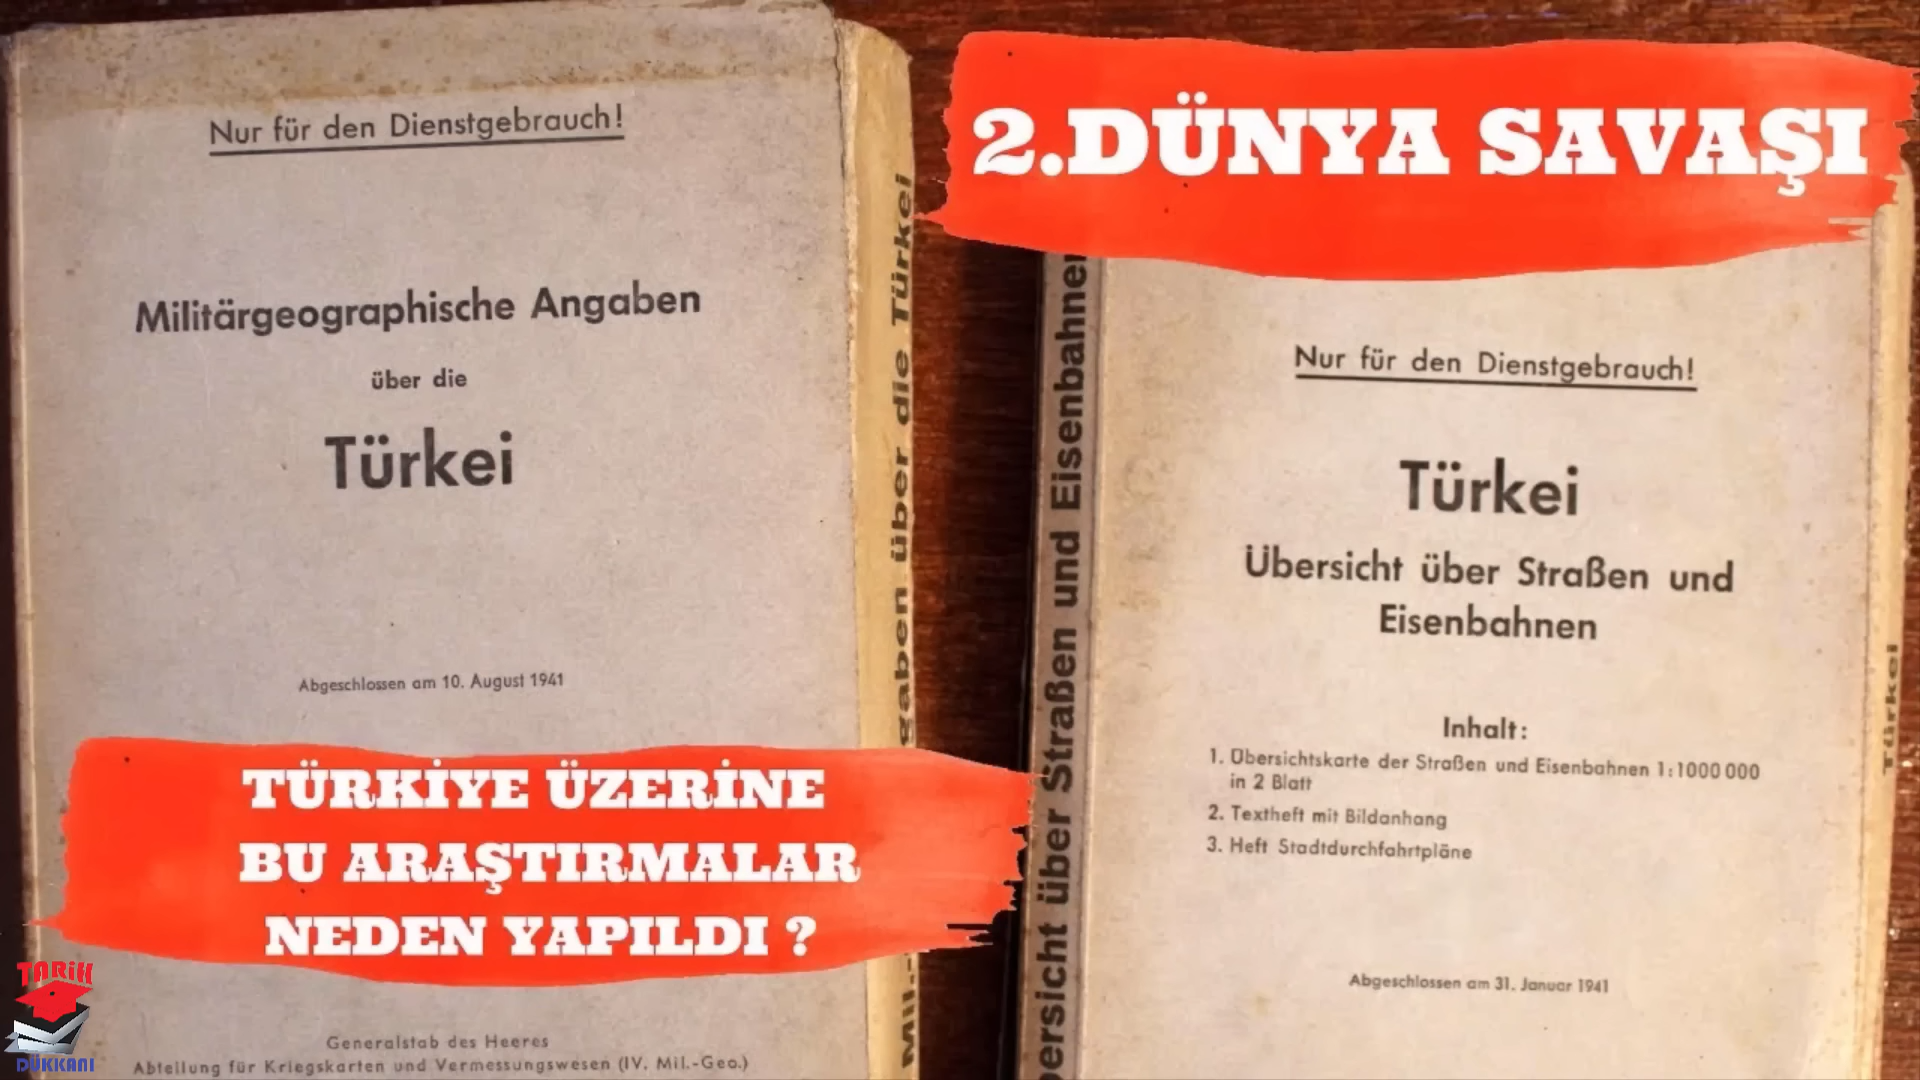 Nur für den Dienstgebrauch!
Militärgeographische Angaben
über die
Türkei
Abgeschlossen am 10. August 1941
TÜRKİYE ÜZERİNE
BU ARAŞTIRMALAR
NEDEN YAPILDI ?
Generalstab des Heeres
Abteilung für Kriegskarten und Vermessungswesen (IV. Mil.-Geo.)
TARİH
DÜKKANI
Mil.-
gaben über die Türkei
2.DÜNYA SAVAŞI
bersicht über Straßen und Eisenbahnen
Nur für den Dienstgebrauch!
Türkei
Übersicht über Straßen und
Eisenbahnen
Inhalt:
1. Übersichtskarte der Straßen und Eisenbahnen 1:1000 000
in 2 Blatt
2. Textheft mit Bildanhang
3. Heft Stadtdurchfahrtpläne
Abgeschlossen am 31. Januar 1941
Türkei